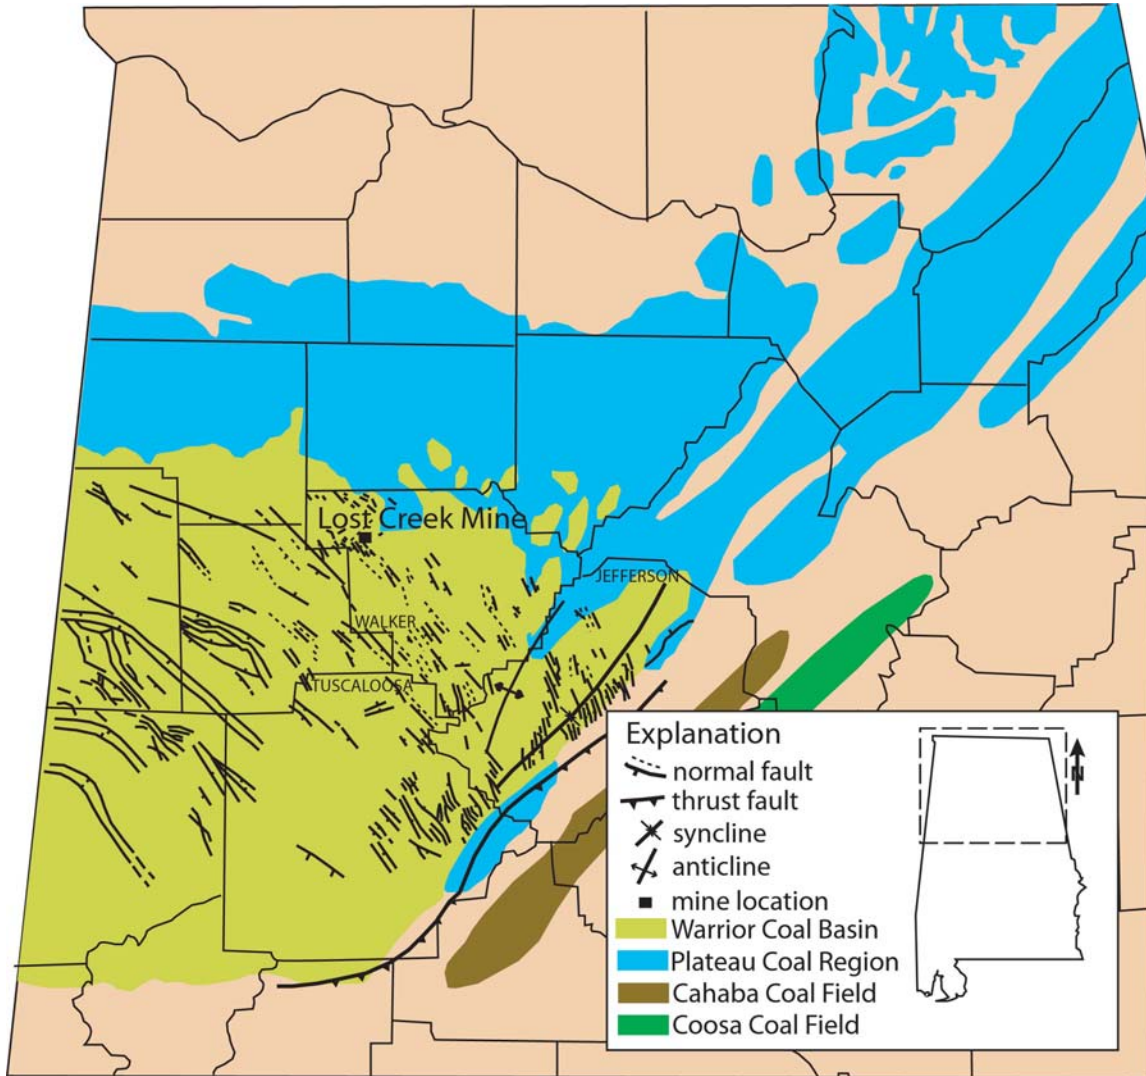 Lost Creek Mine
JEFFERSON
WALKER
TUSCALOOSA
Explanation
normal fault
thrust fault
syncline
anticline
mine location
Warrior Coal Basin
Plateau Coal Region
Cahaba Coal Field
Coosa Coal Field
N